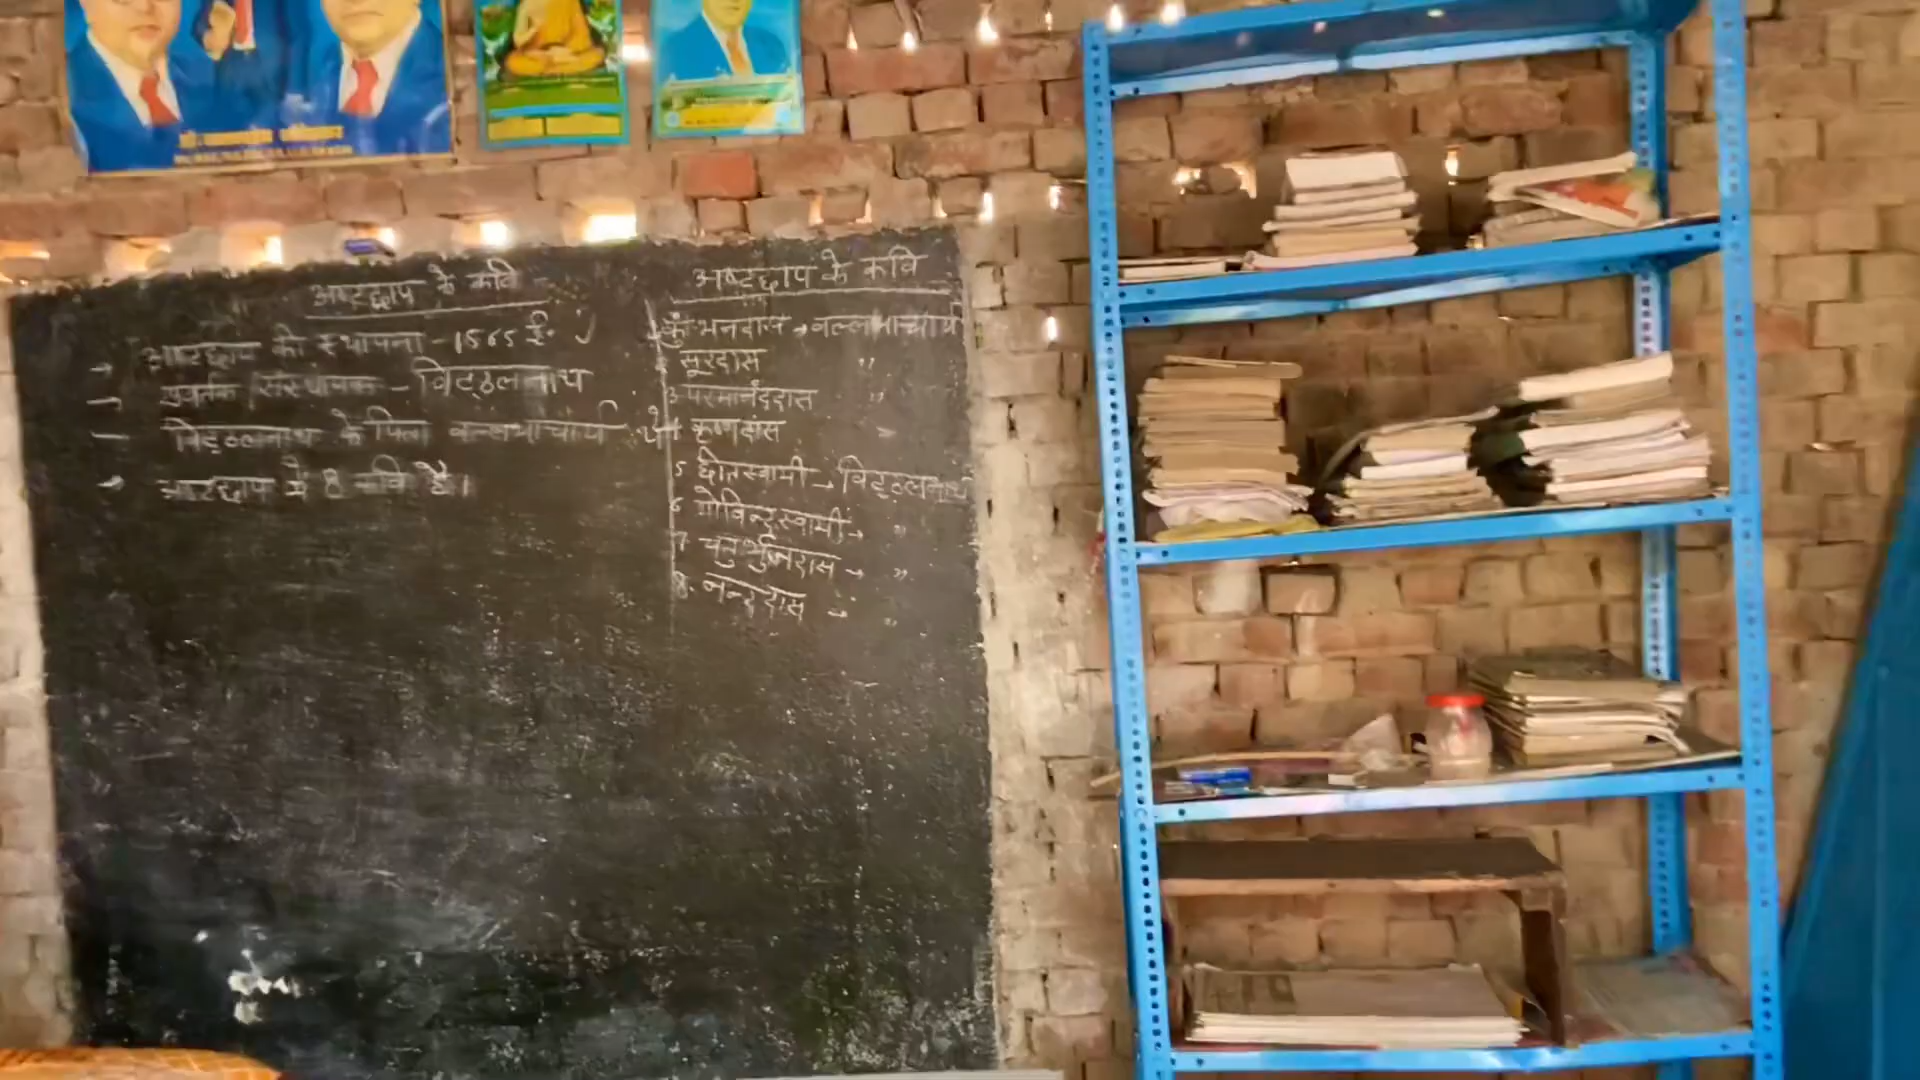 अष्टछाप के कवि
→ अष्टछाप की स्थापना - 1565 ई. ✓
→ प्रवर्तक/संस्थापक - विट्ठलनाथ
— विट्ठलनाथ के पिता वल्लभाचार्य थे
→ अष्टछाप में 8 कवि है।
अष्टछाप के कवि
1 कुंभनदास → वल्लभाचार्य
2 सूरदास "
3 परमानंददास "
4 कृष्णदास "
5 छीतस्वामी → विट्ठलनाथ
6 गोविन्दस्वामी → "
7 चतुर्भुजदास → "
8. नन्ददास → "